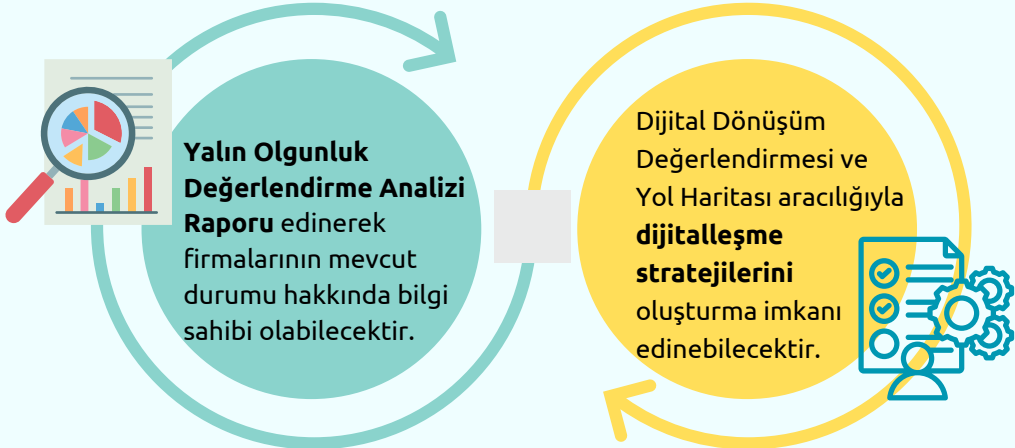 Yalın Olgunluk
Değerlendirme Analizi
Raporu edinerek
firmalarının mevcut
durumu hakkında bilgi
sahibi olabilecektir.
Dijital Dönüşüm
Değerlendirmesi ve
Yol Haritası aracılığıyla
dijitalleşme
stratejilerini
oluşturma imkanı
edinebilecektir.